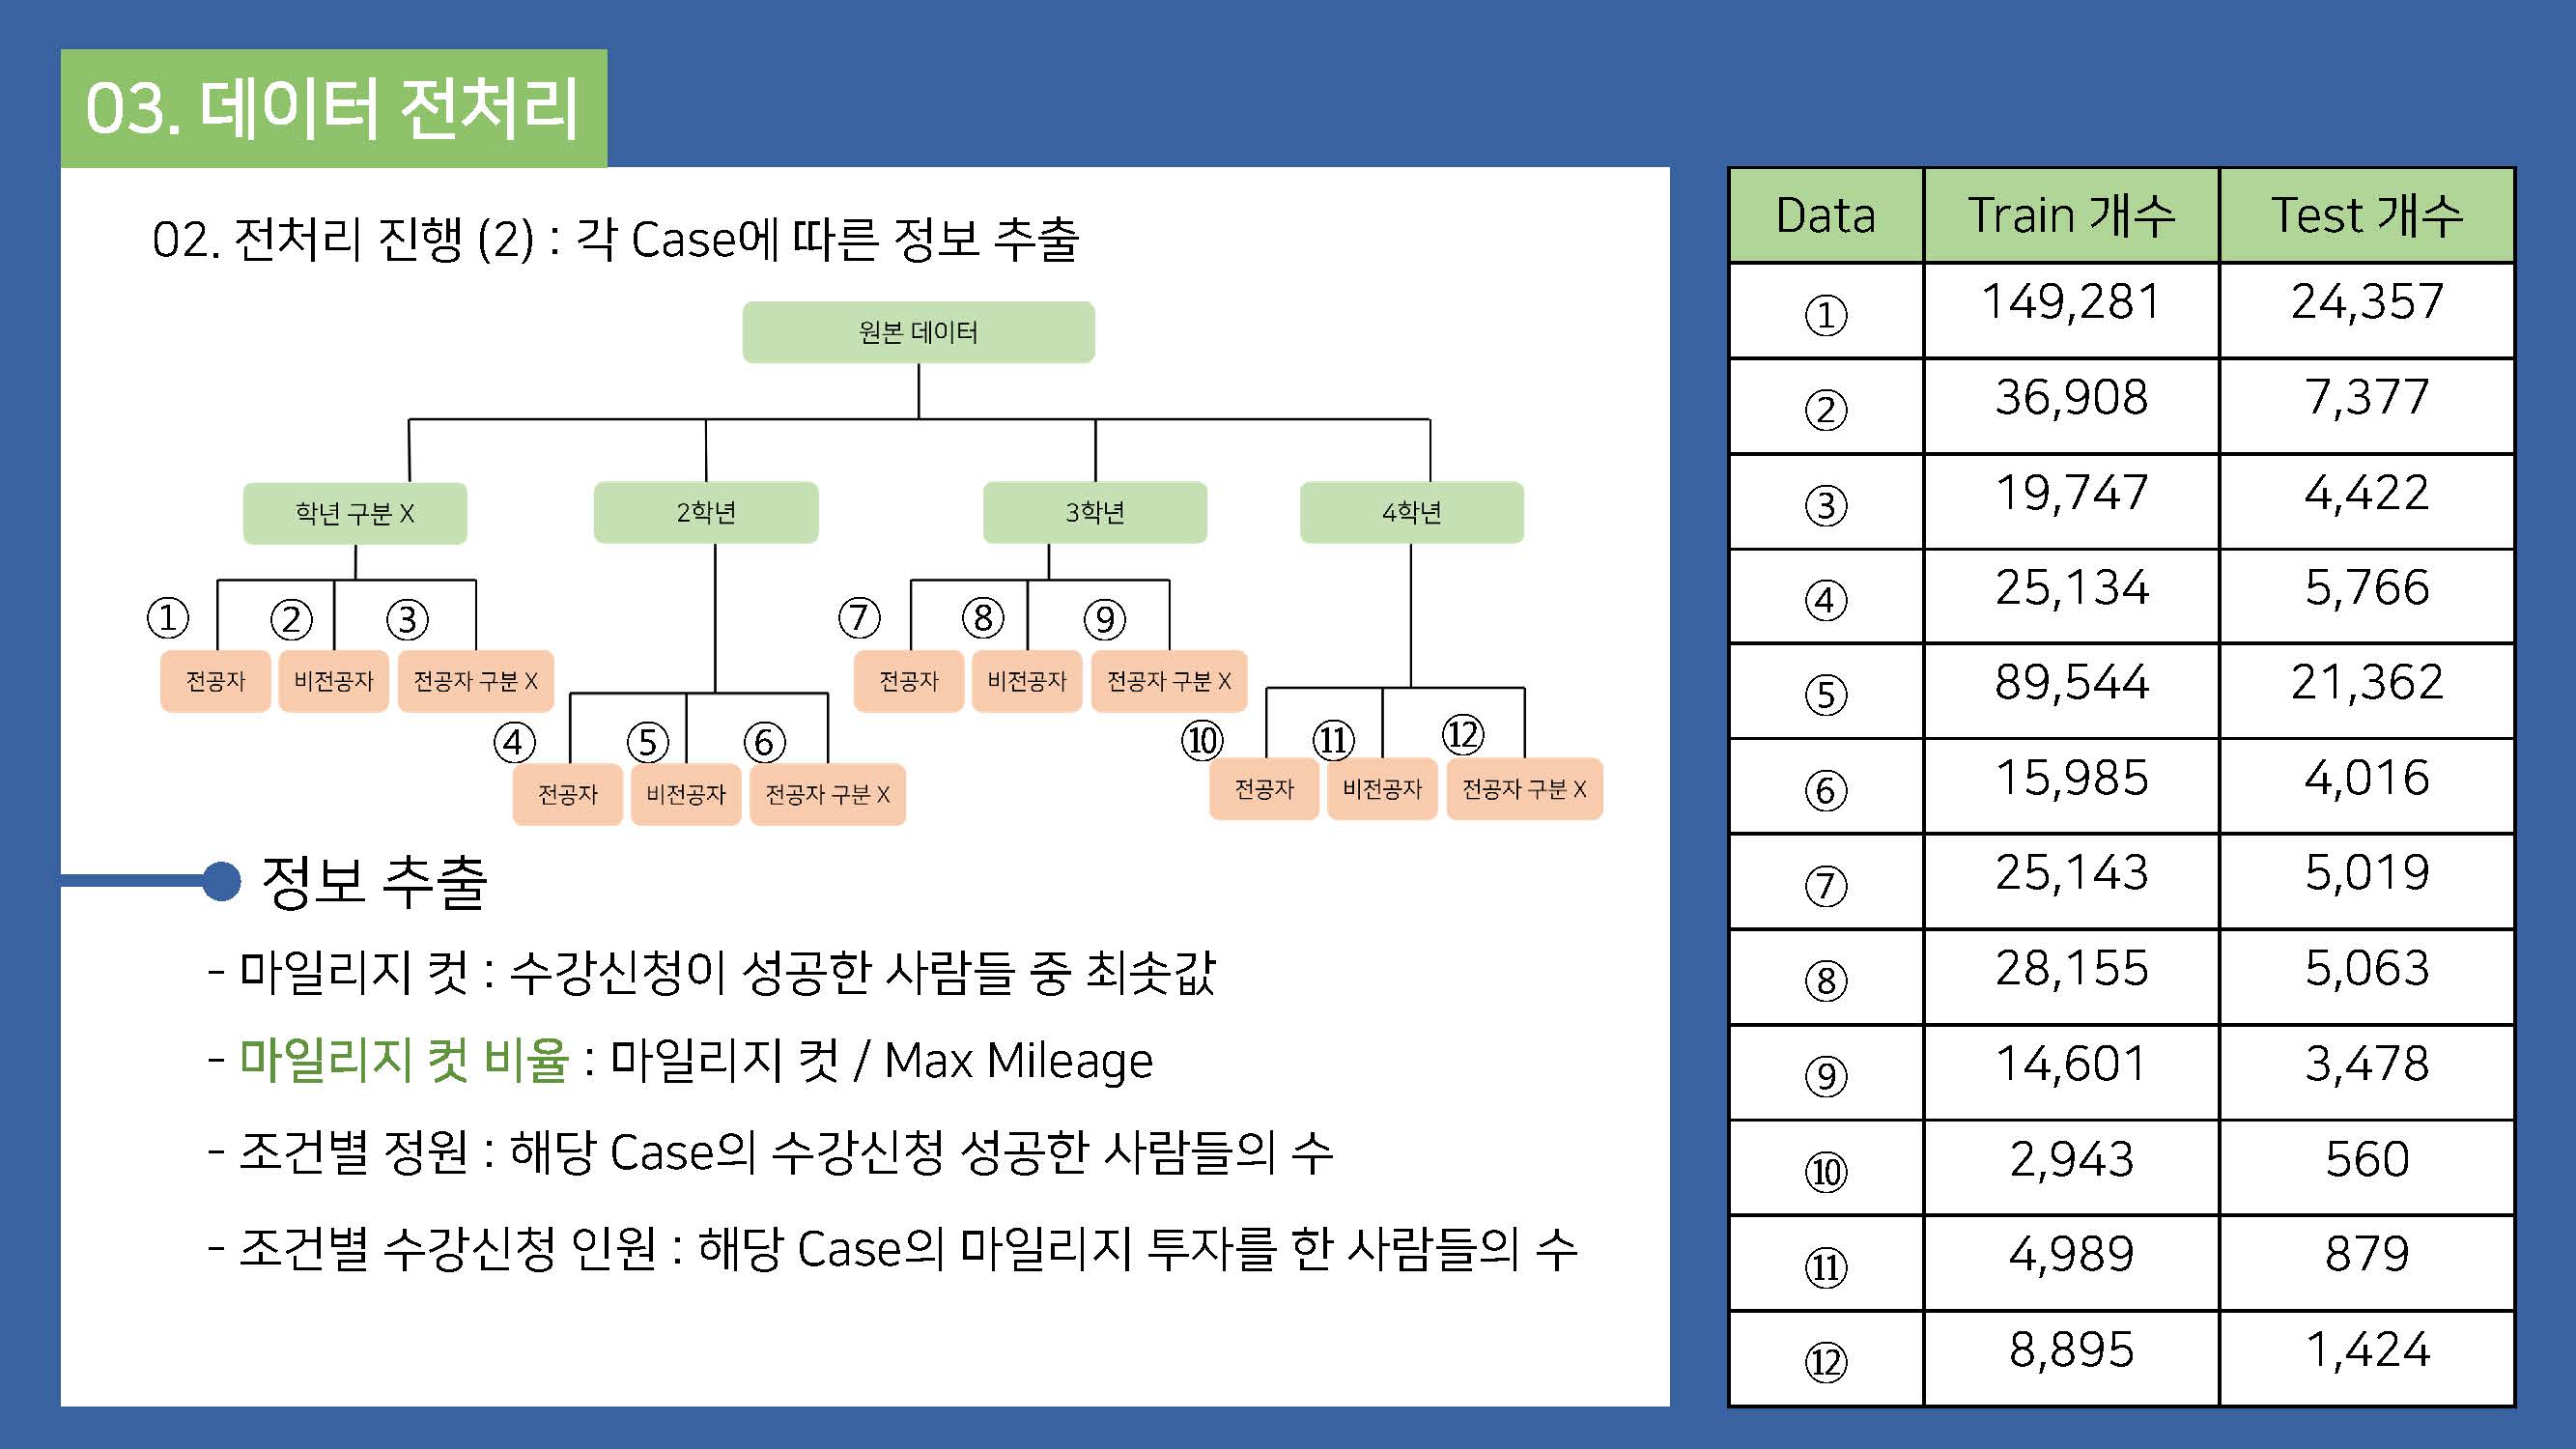 03. 데이터 전처리
02. 전처리 진행 (2) : 각 Case에 따른 정보 추출
원본 데이터
학년 구분 X
2학년
3학년
4학년
① ② ③
전공자 비전공자 전공자 구분 X
④ ⑤ ⑥
전공자 비전공자 전공자 구분 X
⑦ ⑧ ⑨
전공자 비전공자 전공자 구분 X
⑩ ⑪ ⑫
전공자 비전공자 전공자 구분 X
정보 추출
- 마일리지 컷 : 수강신청이 성공한 사람들 중 최솟값
- 마일리지 컷 비율 : 마일리지 컷 / Max Mileage
- 조건별 정원 : 해당 Case의 수강신청 성공한 사람들의 수
- 조건별 수강신청 인원 : 해당 Case의 마일리지 투자를 한 사람들의 수
Data Train 개수 Test 개수
① 149,281 24,357
② 36,908 7,377
③ 19,747 4,422
④ 25,134 5,766
⑤ 89,544 21,362
⑥ 15,985 4,016
⑦ 25,143 5,019
⑧ 28,155 5,063
⑨ 14,601 3,478
⑩ 2,943 560
⑪ 4,989 879
⑫ 8,895 1,424